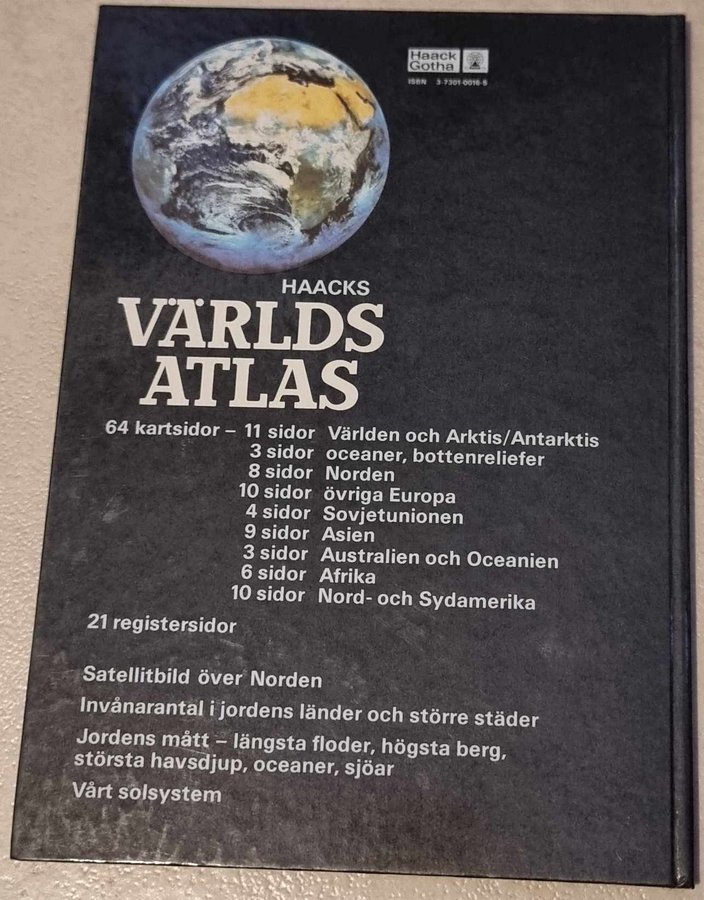 Haack
Gotha
ISBN 3-7301-0016-5
HAACKS
VÄRLDS
ATLAS
64 kartsidor – 11 sidor Världen och Arktis/Antarktis
3 sidor oceaner, bottenreliefer
8 sidor Norden
10 sidor övriga Europa
4 sidor Sovjetunionen
9 sidor Asien
3 sidor Australien och Oceanien
6 sidor Afrika
10 sidor Nord- och Sydamerika
21 registersidor
Satellitbild över Norden
Invånarantal i jordens länder och större städer
Jordens mått – längsta floder, högsta berg,
största havsdjup, oceaner, sjöar
Vårt solsystem